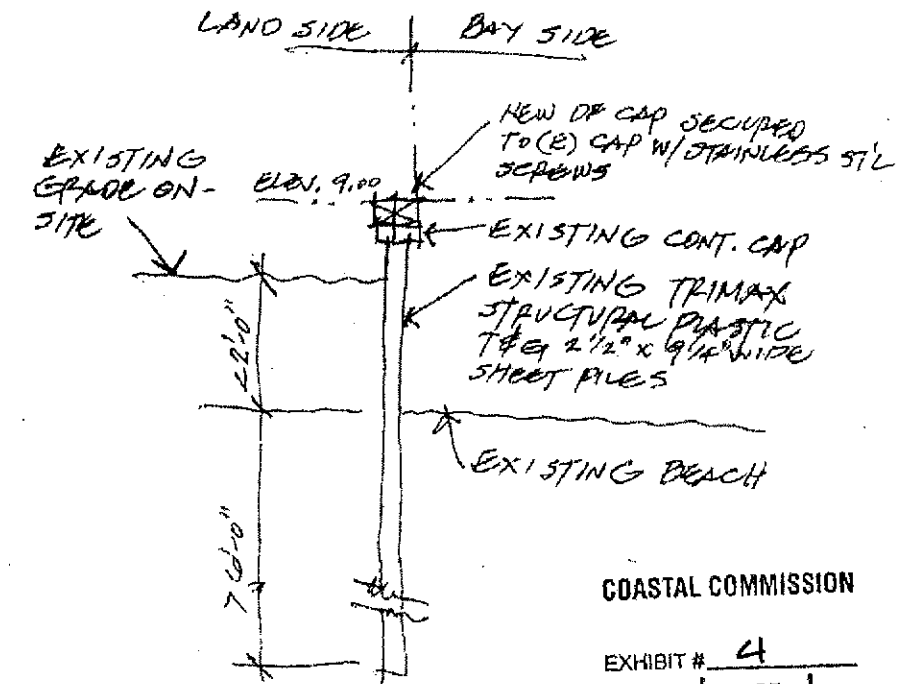 LAND SIDE BAY SIDE
NEW DF CAP SECURED
TO (E) CAP W/ STAINLESS ST'L
SCREWS
EXISTING
GRADE ON-
SITE
ELEV. 9.00
EXISTING CONT. CAP
EXISTING TRIMAX
STRUCTURAL PLASTIC
T&G 2 1/2" x 9 1/4" WIDE
SHEET PILES
<2'-0"
EXISTING BEACH
>6'-0"
COASTAL COMMISSION
EXHIBIT # 4